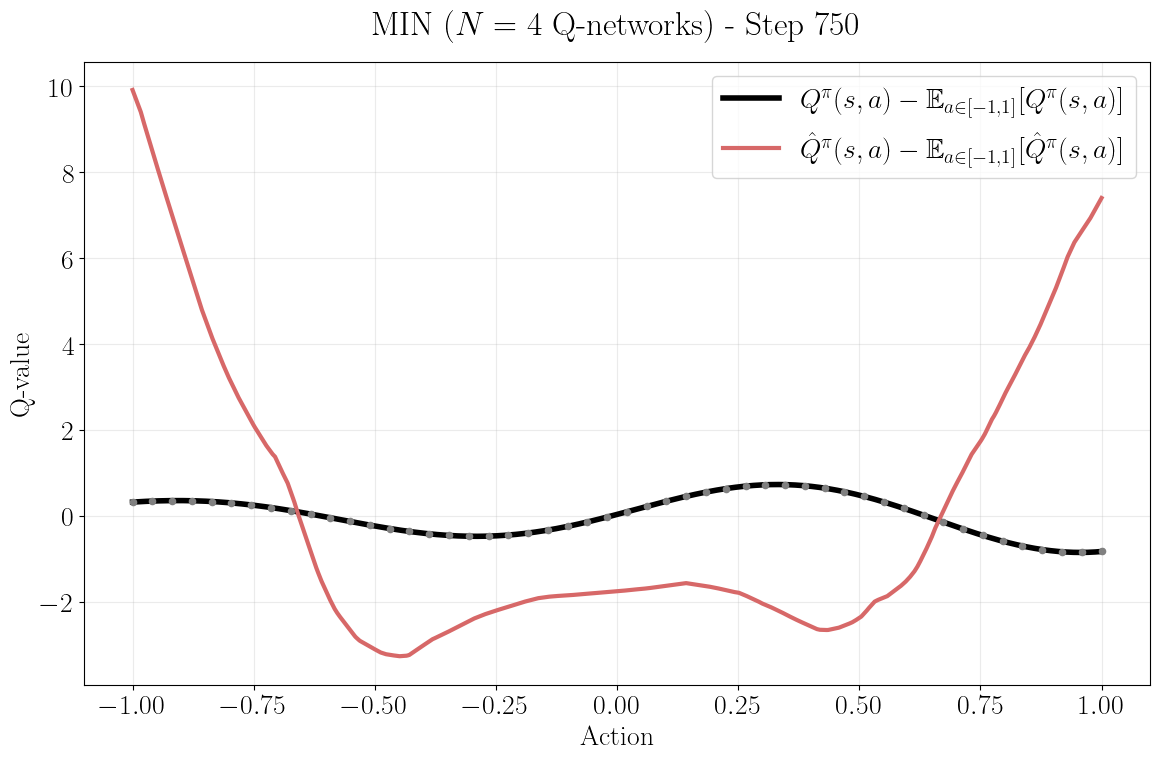 MIN (N = 4 Q-networks) - Step 750
Q^π(s, a) − 𝔼_{a∈[−1,1]}[Q^π(s, a)]
Q̂^π(s, a) − 𝔼_{a∈[−1,1]}[Q̂^π(s, a)]
10
8
6
4
2
0
−2
Q-value
−1.00 −0.75 −0.50 −0.25 0.00 0.25 0.50 0.75 1.00
Action